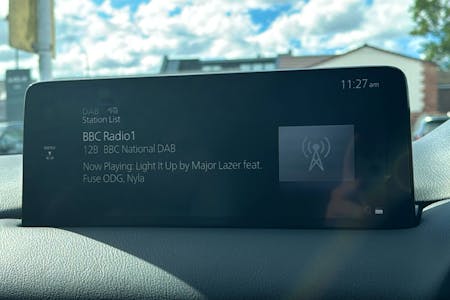 11:27 am
DAB
Station List
BBC Radio1
12B BBC National DAB
Now Playing: Light It Up by Major Lazer feat.
Fuse ODG, Nyla